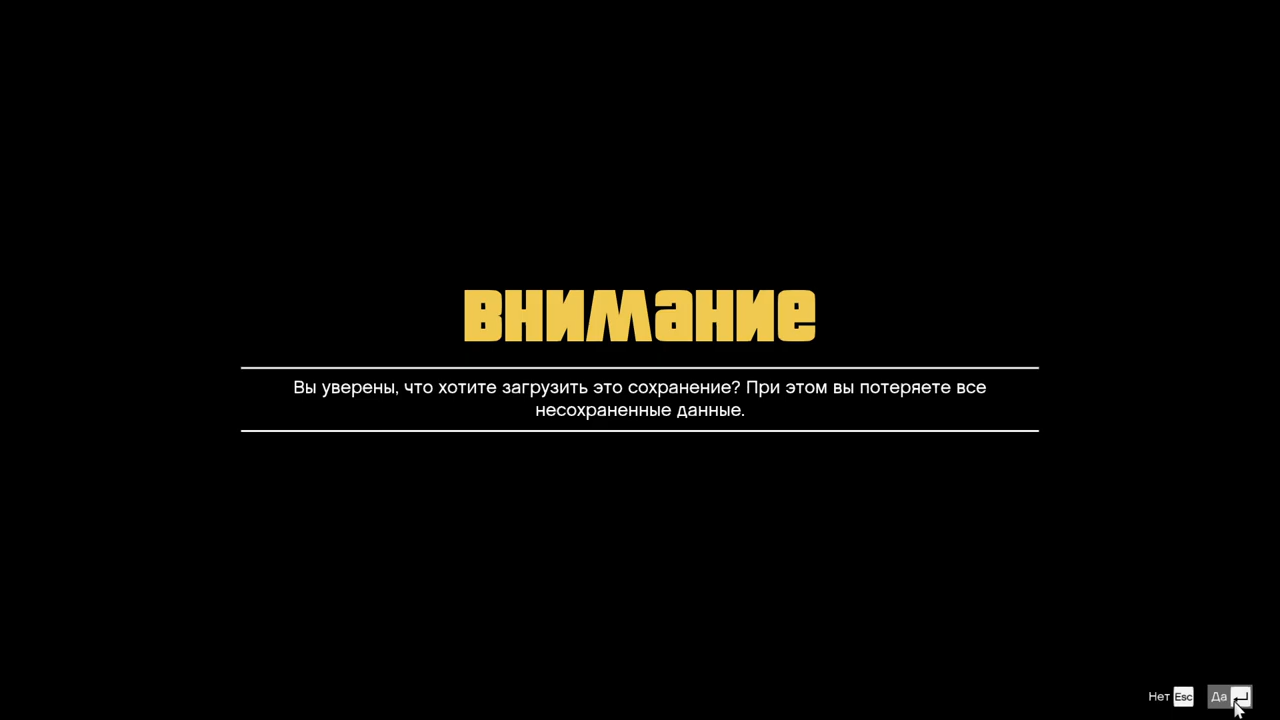 внимание
Вы уверены, что хотите загрузить это сохранение? При этом вы потеряете все
несохраненные данные.
Нет Esc Да